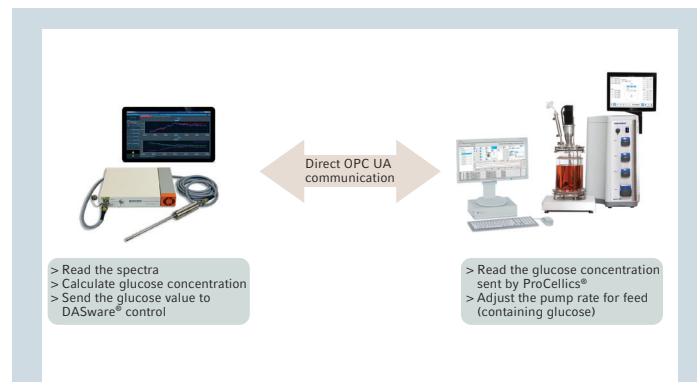 Direct OPC UA
communication
> Read the spectra
> Calculate glucose concentration
> Send the glucose value to
DASware® control
> Read the glucose concentration
sent by ProCellics®
> Adjust the pump rate for feed
(containing glucose)